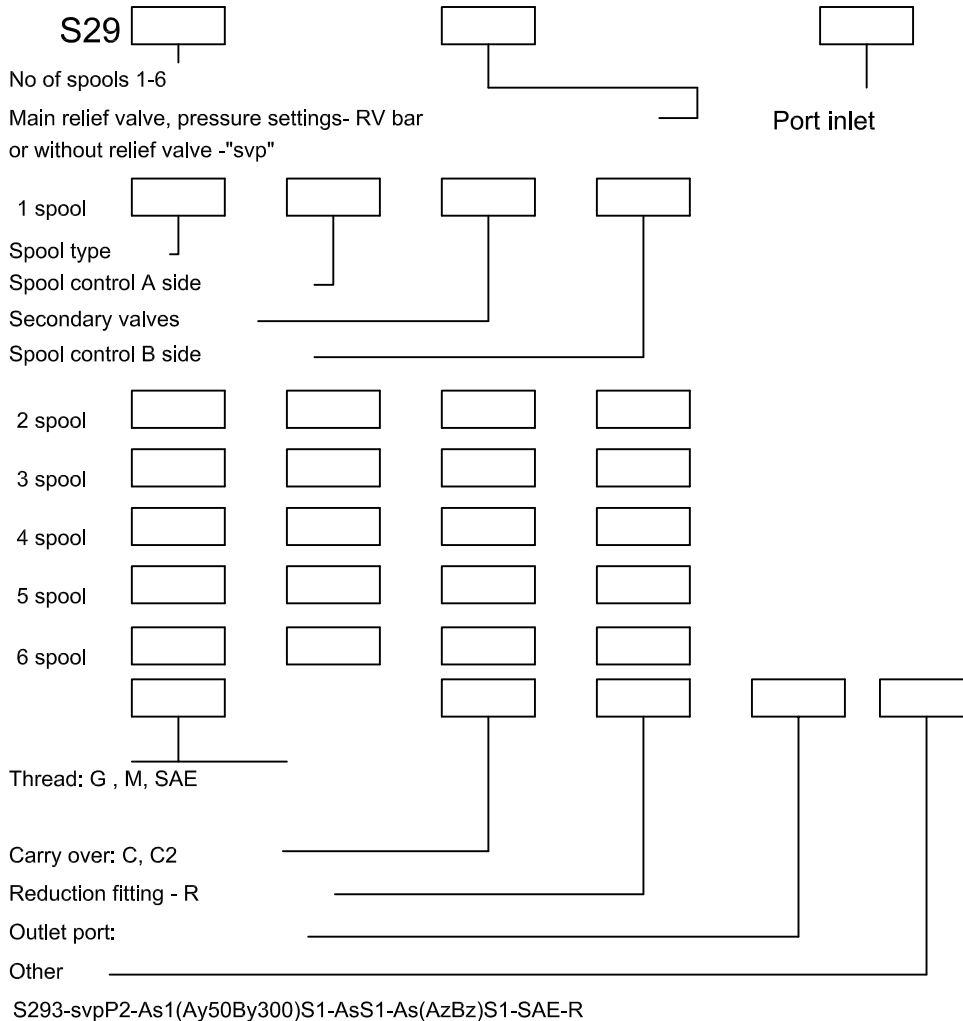 S29
No of spools 1-6
Main relief valve, pressure settings- RV bar
or without relief valve -"svp"
Port inlet
1 spool
Spool type
Spool control A side
Secondary valves
Spool control B side
2 spool
3 spool
4 spool
5 spool
6 spool
Thread: G , M, SAE
Carry over: C, C2
Reduction fitting - R
Outlet port:
Other
S293-svpP2-As1(Ay50By300)S1-AsS1-As(AzBz)S1-SAE-R